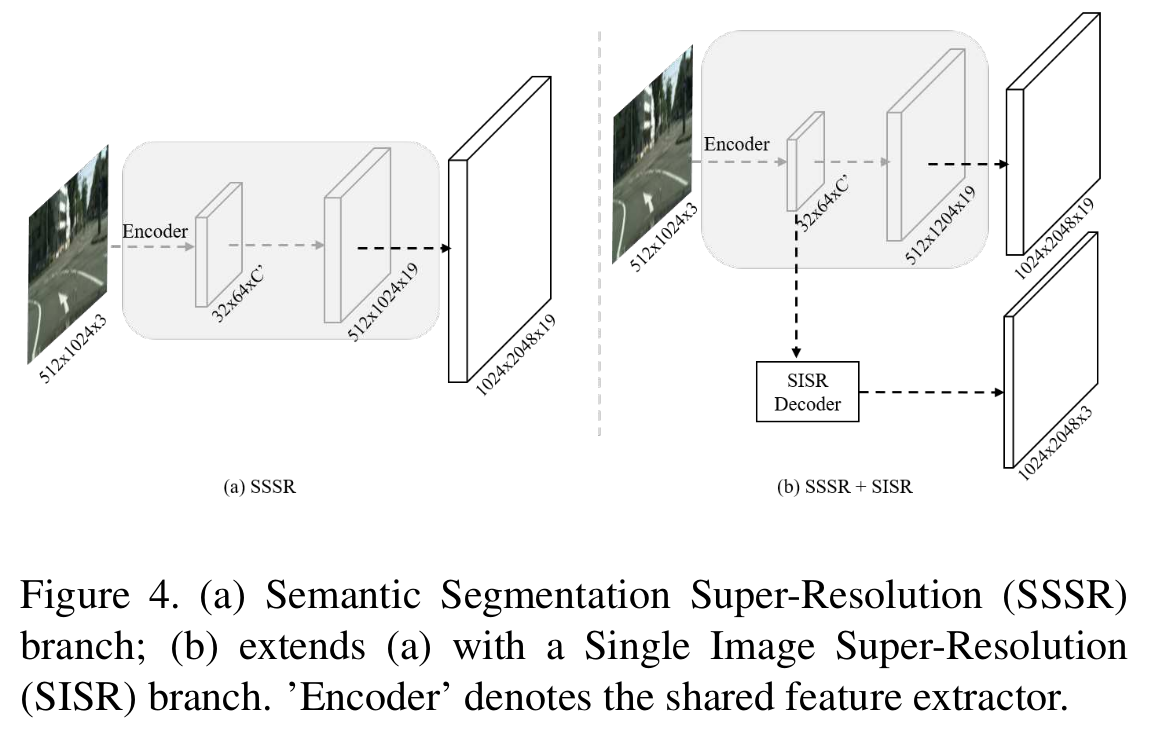 Encoder
512x1024x3
32x64xC’
512x1024x19
1024x2048x19
(a) SSSR
Encoder
512x1024x3
32x64xC’
512x1204x19
1024x2048x19
SISR
Decoder
1024x2048x3
(b) SSSR + SISR
Figure 4. (a) Semantic Segmentation Super-Resolution (SSSR)
branch; (b) extends (a) with a Single Image Super-Resolution
(SISR) branch. ’Encoder’ denotes the shared feature extractor.